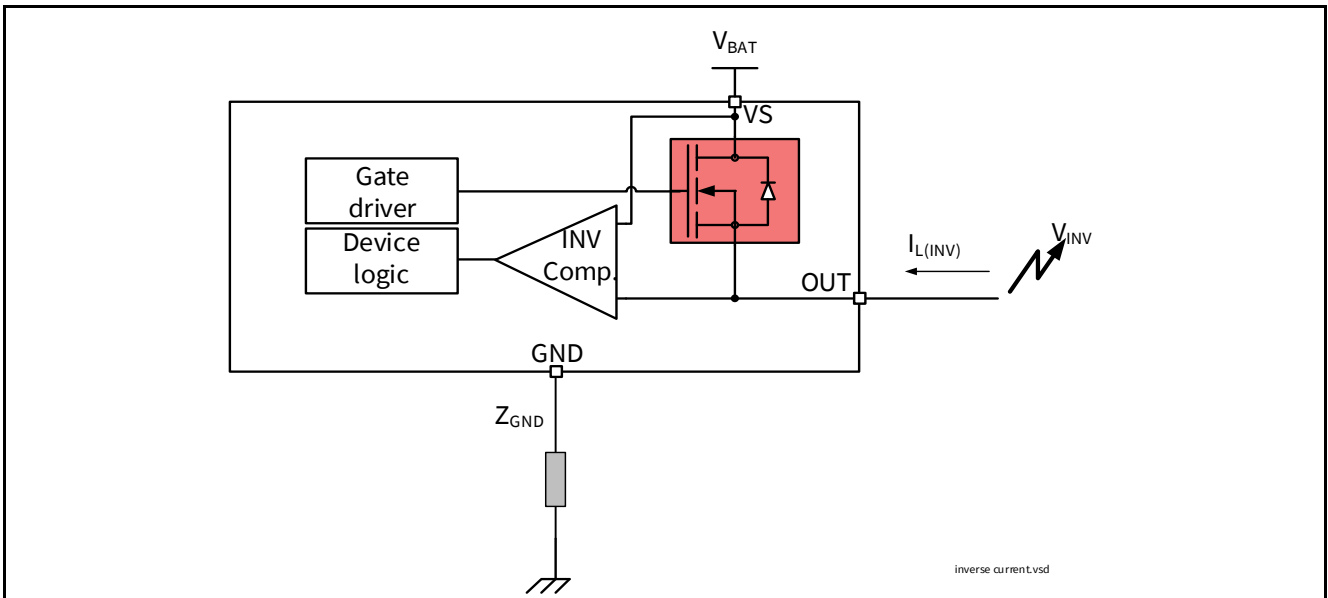 VBAT
VS
Gate
driver
Device
logic
INV
Comp.
OUT
IL(INV)
VINV
GND
ZGND
inverse current.vsd